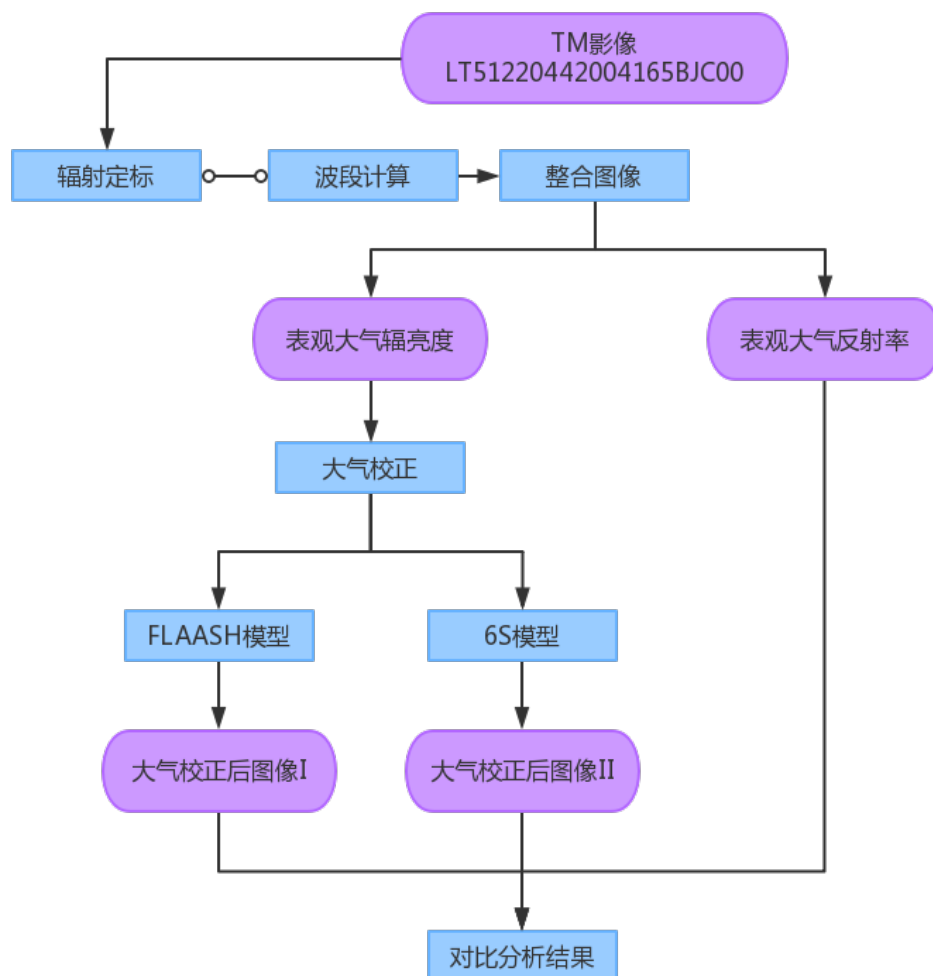 TM影像
LT51220442004165BJC00
辐射定标
波段计算
整合图像
表观大气辐亮度
表观大气反射率
大气校正
FLAASH模型
6S模型
大气校正后图像I
大气校正后图像II
对比分析结果